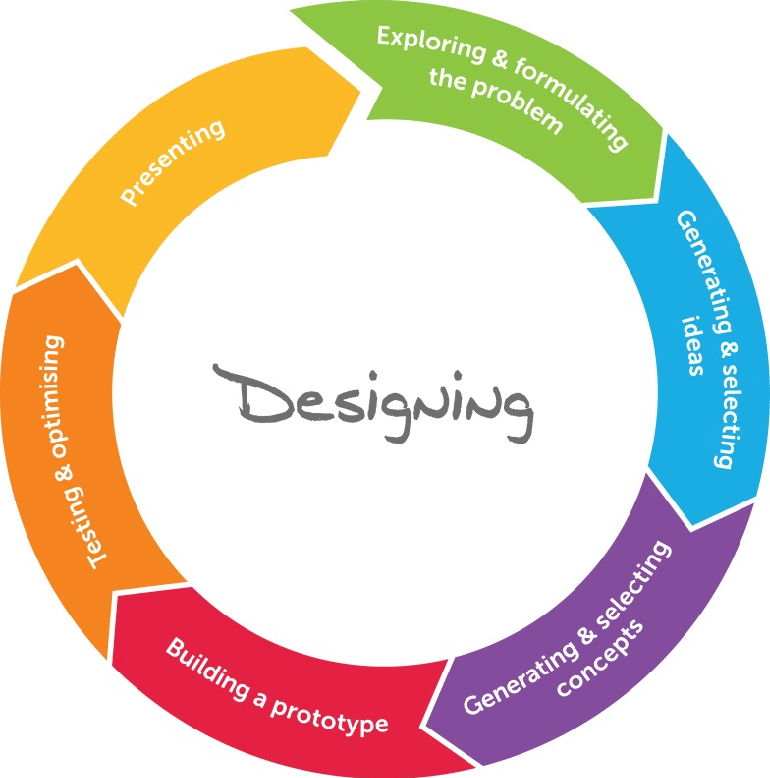 Exploring & formulating
the problem
Generating & selecting
ideas
Generating & selecting
concepts
Building a prototype
Testing & optimising
Presenting
Designing